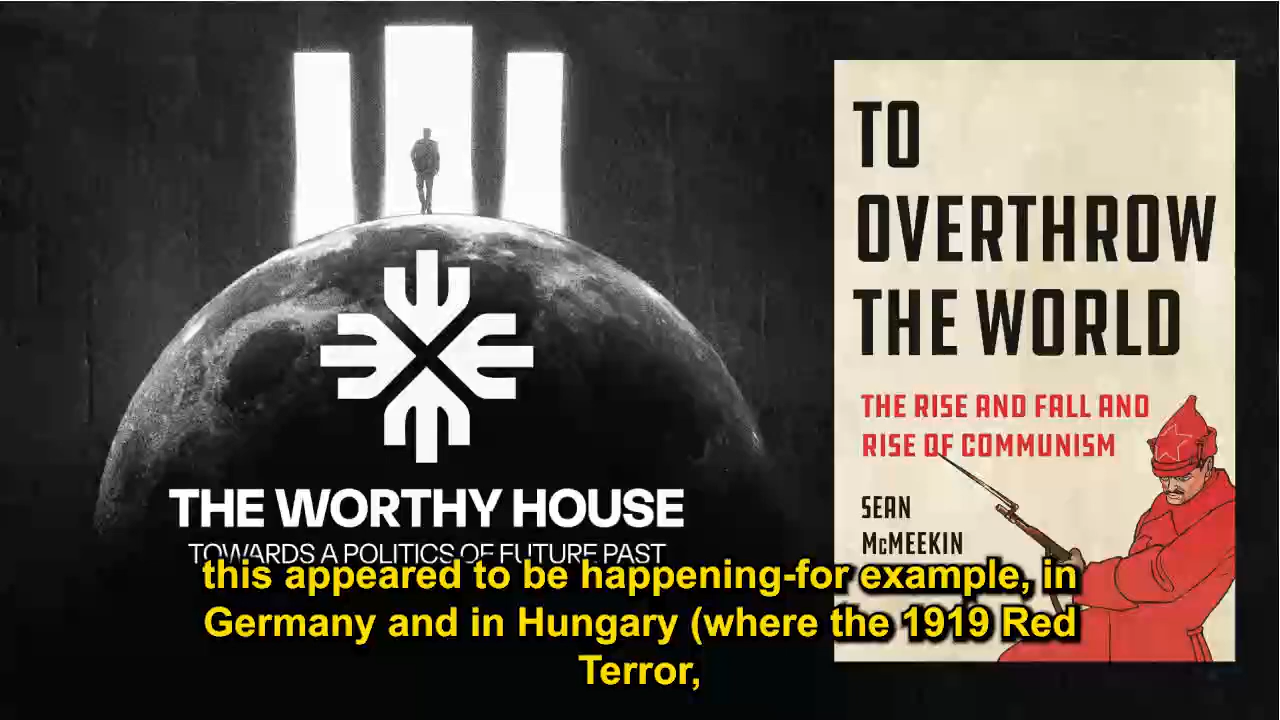 THE WORTHY HOUSE
TOWARDS A POLITICS OF FUTURE PAST
TO
OVERTHROW
THE WORLD
THE RISE AND FALL AND
RISE OF COMMUNISM
SEAN
McMEEKIN
this appeared to be happening-for example, in
Germany and in Hungary (where the 1919 Red
Terror,